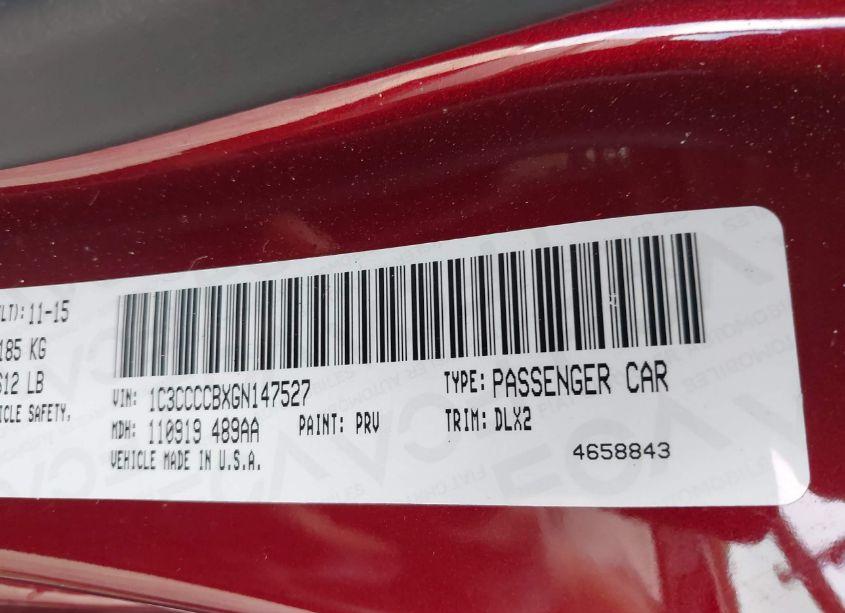 LT): 11-15
185 KG
612 LB
ICLE SAFETY,
VIN: 1C3CCCCBXGN147527 TYPE: PASSENGER CAR
MDH: 110919 489AA PAINT: PRV TRIM: DLX2
VEHICLE MADE IN U.S.A. 4658843